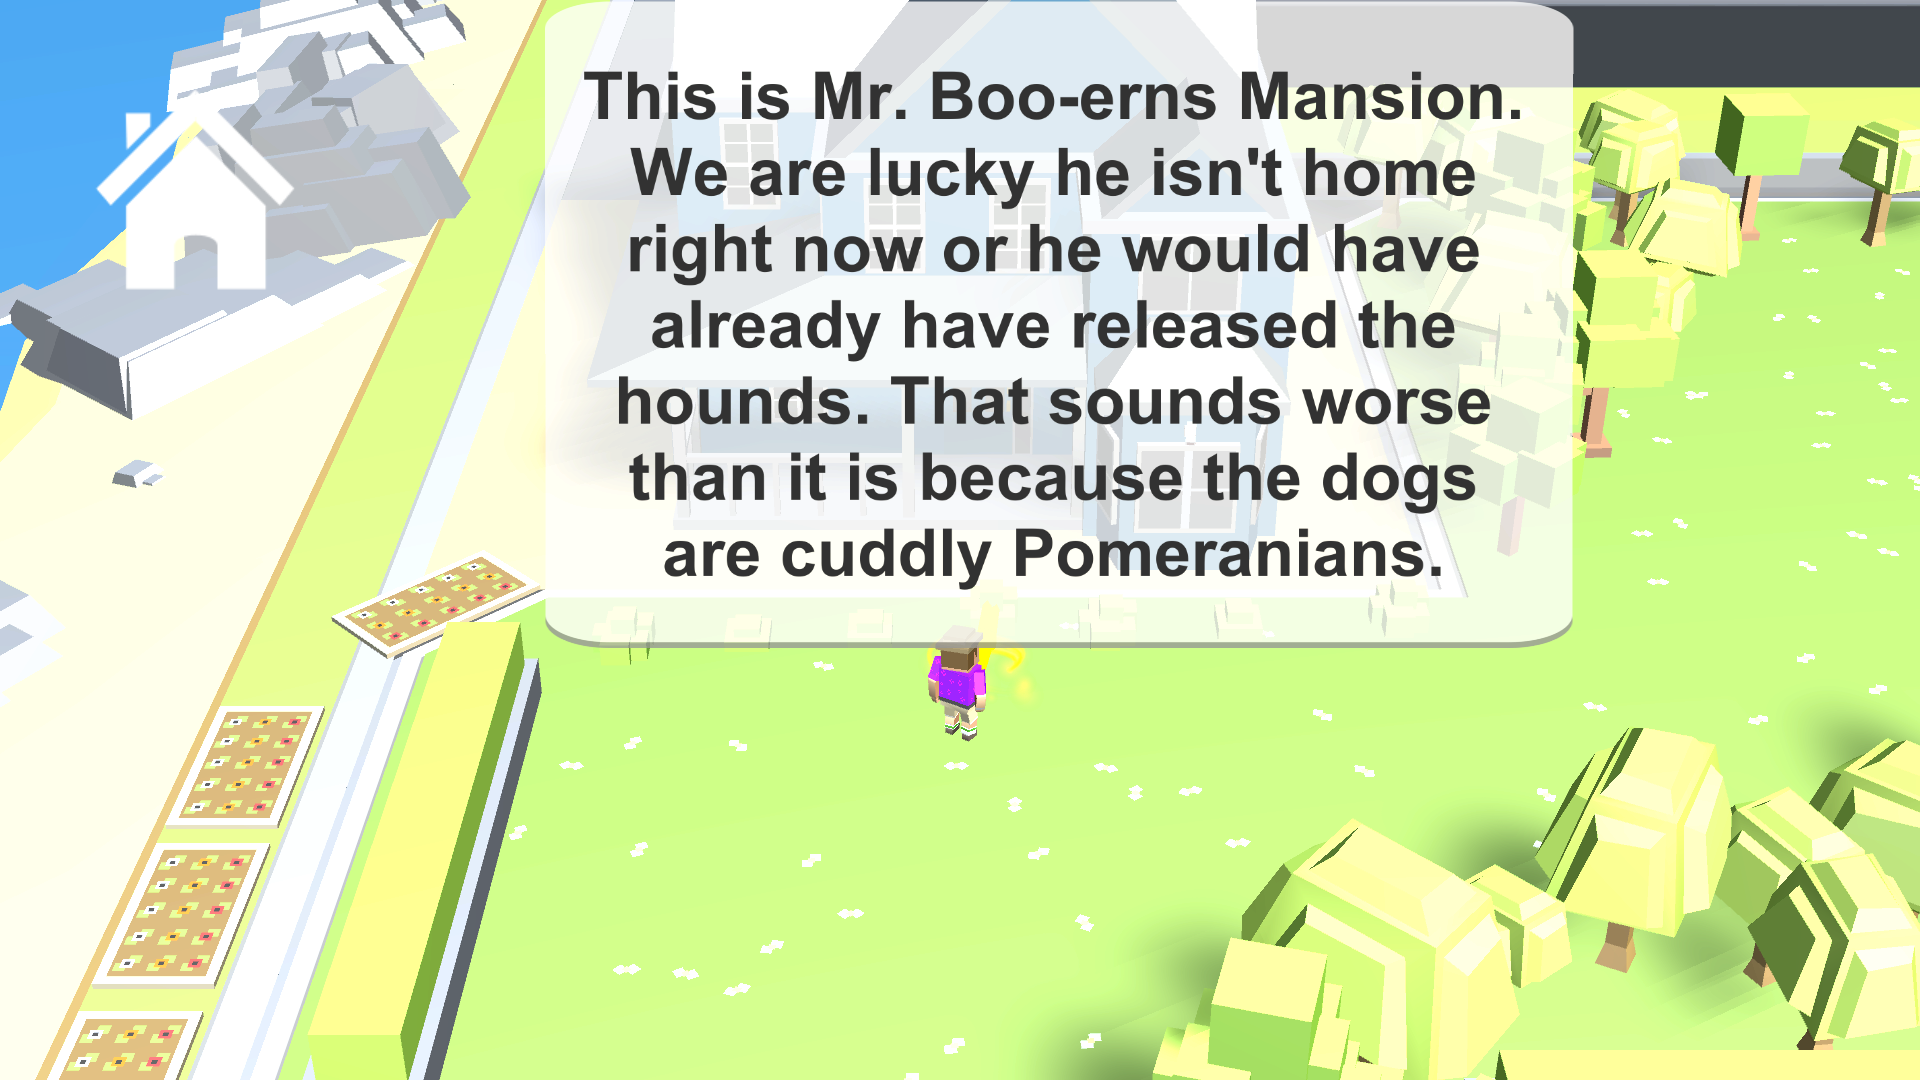 This is Mr. Boo-erns Mansion.
We are lucky he isn't home
right now or he would have
already have released the
hounds. That sounds worse
than it is because the dogs
are cuddly Pomeranians.